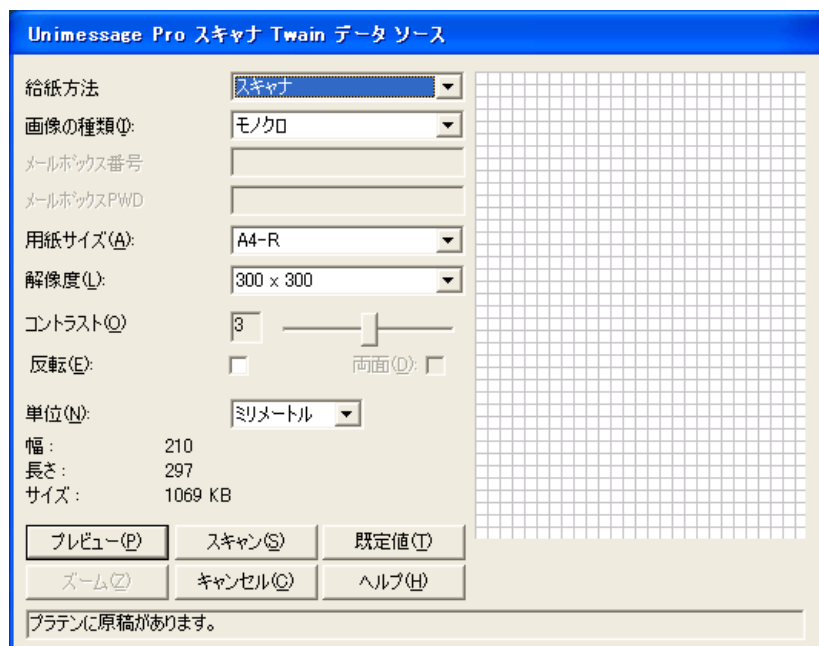 Unimessage Pro スキャナ Twain データ ソース
給紙方法 スキャナ
画像の種類(I): モノクロ
メールボックス番号
メールボックスPWD
用紙サイズ(A): A4-R
解像度(L): 300 x 300
コントラスト(O) 3
反転(E): 両面(D):
単位(N): ミリメートル
幅 : 210
長さ : 297
サイズ : 1069 KB
プレビュー(P) スキャン(S) 既定値(T)
ズーム(Z) キャンセル(C) ヘルプ(H)
プラテンに原稿があります。